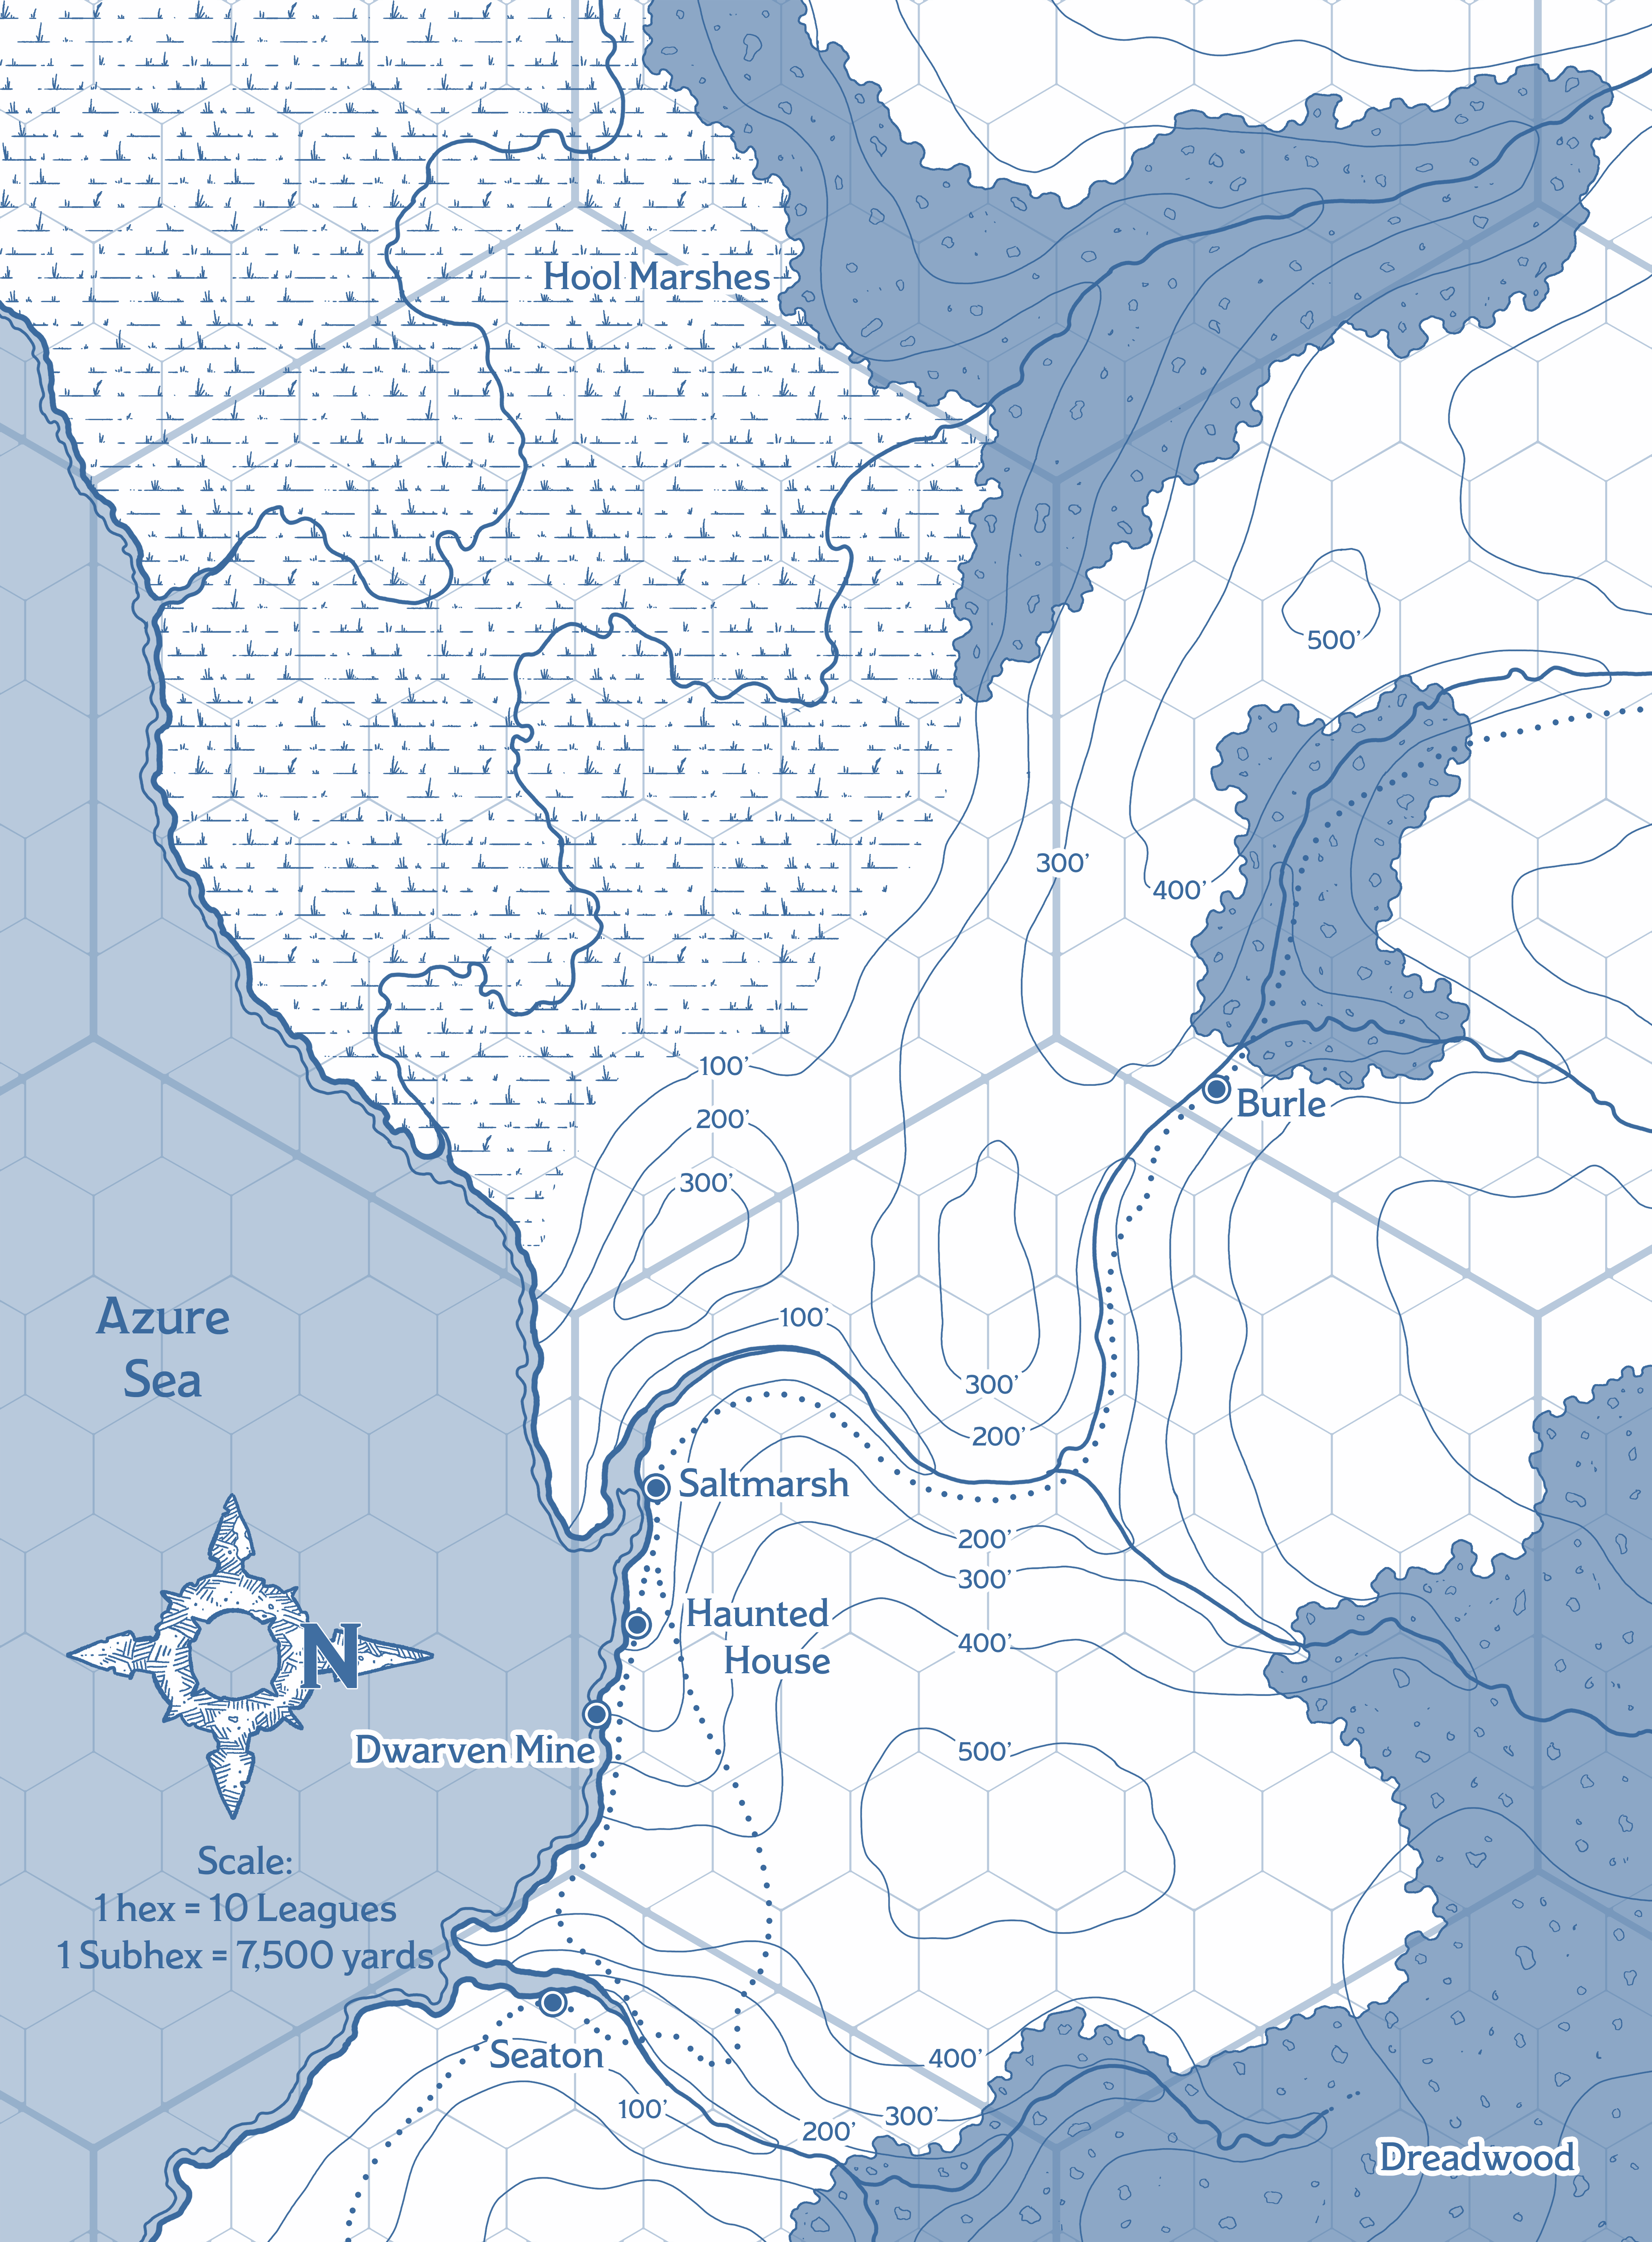 Hool Marshes
500'
300'
400'
100'
Burle
200'
300'
Azure
Sea
100'
300'
200'
Saltmarsh
200'
300'
Haunted
House
400'
N
Dwarven Mine
500'
Scale:
1 hex = 10 Leagues
1 Subhex = 7,500 yards
Seaton
400'
100'
300'
200'
Dreadwood